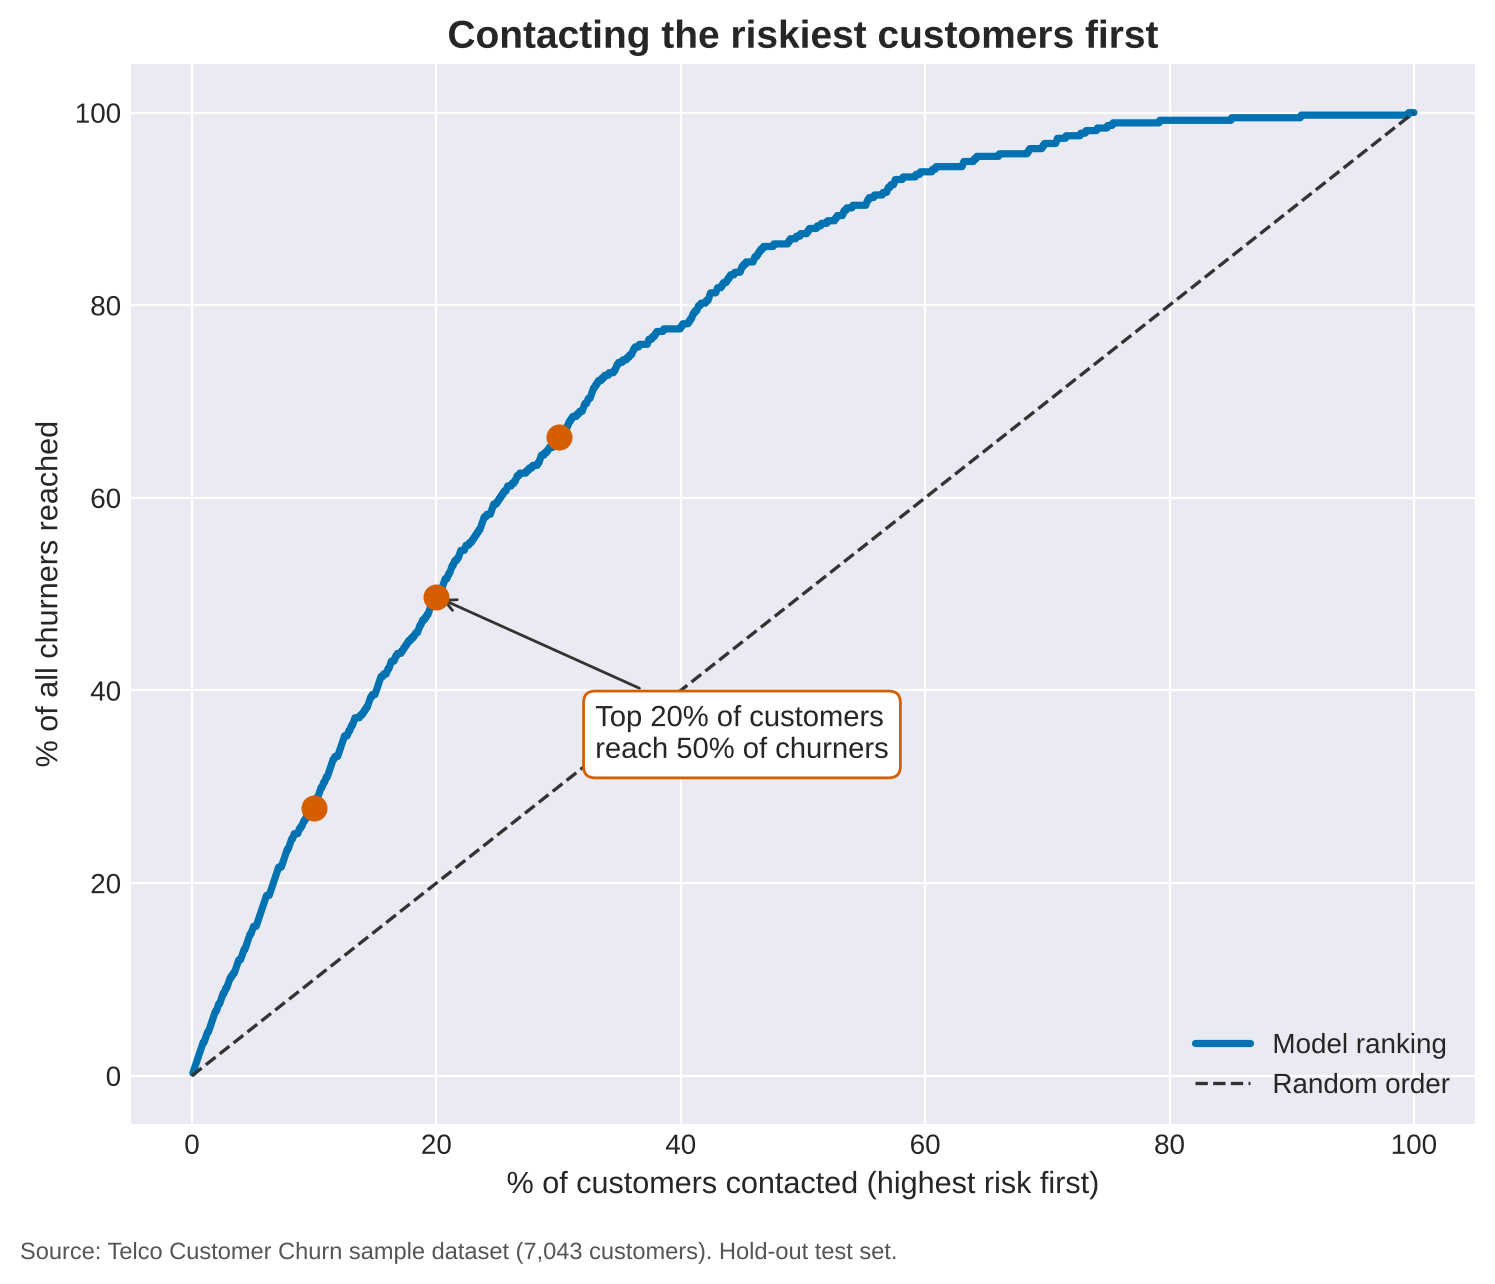 Contacting the riskiest customers first
% of all churners reached
100
80
60
40
20
0
Top 20% of customers
reach 50% of churners
Model ranking
Random order
0 20 40 60 80 100
% of customers contacted (highest risk first)
Source: Telco Customer Churn sample dataset (7,043 customers). Hold-out test set.